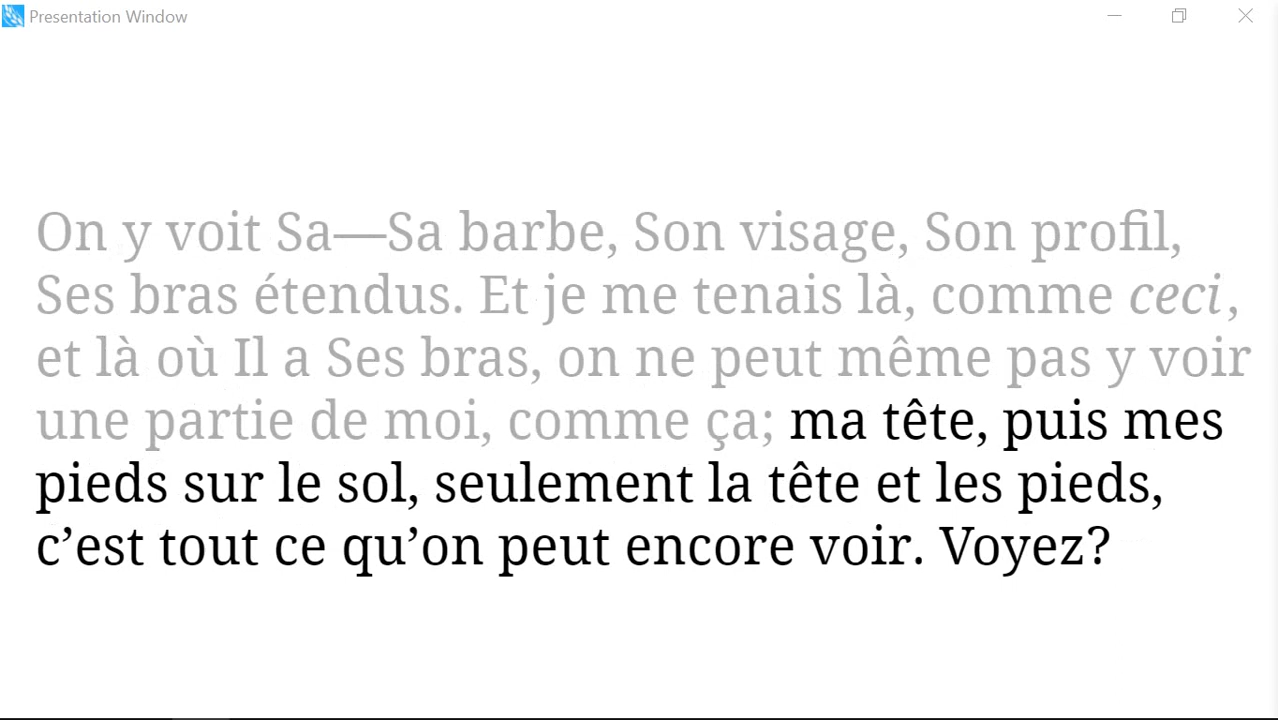 Presentation Window
On y voit Sa—Sa barbe, Son visage, Son profil,
Ses bras étendus. Et je me tenais là, comme ceci,
et là où Il a Ses bras, on ne peut même pas y voir
une partie de moi, comme ça; ma tête, puis mes
pieds sur le sol, seulement la tête et les pieds,
c’est tout ce qu’on peut encore voir. Voyez?